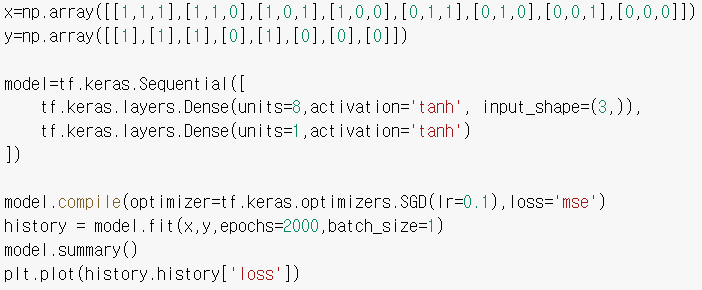 x=np.array([[1,1,1],[1,1,0],[1,0,1],[1,0,0],[0,1,1],[0,1,0],[0,0,1],[0,0,0]])
y=np.array([[1],[1],[1],[0],[1],[0],[0],[0]])
model=tf.keras.Sequential([
    tf.keras.layers.Dense(units=8,activation='tanh', input_shape=(3,)),
    tf.keras.layers.Dense(units=1,activation='tanh')
])
model.compile(optimizer=tf.keras.optimizers.SGD(lr=0.1),loss='mse')
history = model.fit(x,y,epochs=2000,batch_size=1)
model.summary()
plt.plot(history.history['loss'])